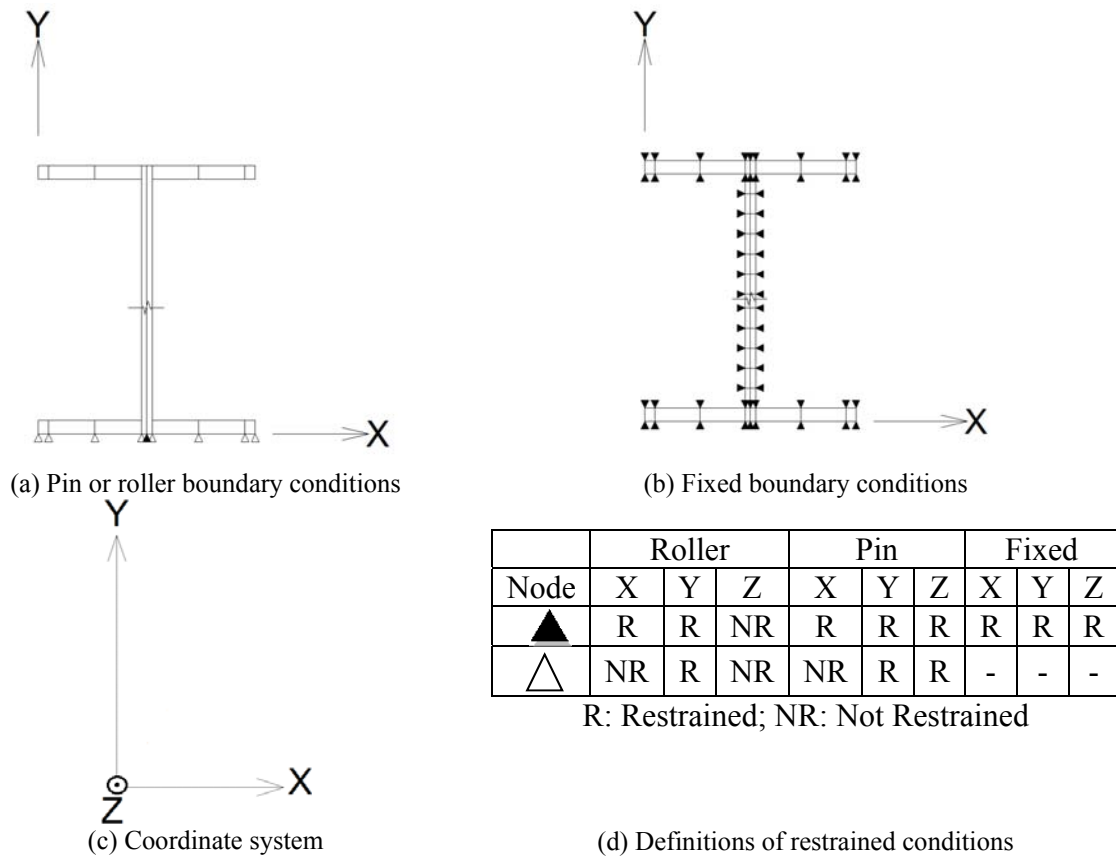 Y
Y
X
X
(a) Pin or roller boundary conditions
(b) Fixed boundary conditions
Y
X
Z
(c) Coordinate system
Roller Pin Fixed
Node X Y Z X Y Z X Y Z
R R NR R R R R R R
NR R NR NR R R - - -
R: Restrained; NR: Not Restrained
(d) Definitions of restrained conditions